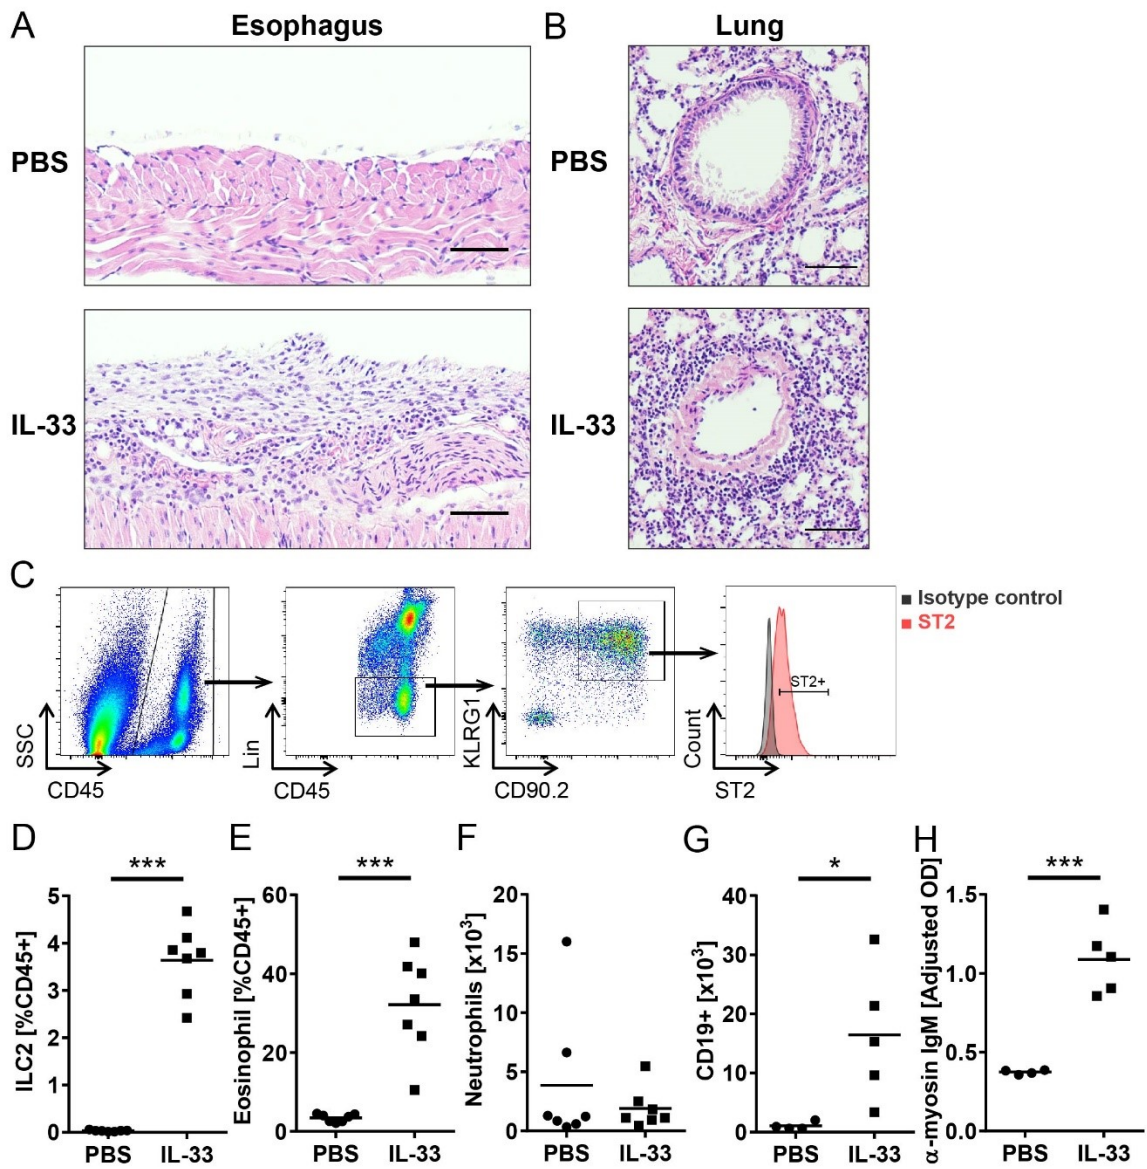 A Esophagus B Lung
PBS PBS
IL-33 IL-33
C
SSC Lin KLRG1 Count
CD45 CD45 CD90.2 ST2
ST2+
Isotype control
ST2
D E F G H
*** *** * ***
ILC2 [%CD45+]
5
4
3
2
1
0
PBS IL-33
Eosinophil [%CD45+]
60
40
20
0
PBS IL-33
Neutrophils [x10³]
20
15
10
5
0
PBS IL-33
CD19+ [x10³]
40
30
20
10
0
PBS IL-33
α-myosin IgM [Adjusted OD]
1.5
1.0
0.5
0.0
PBS IL-33